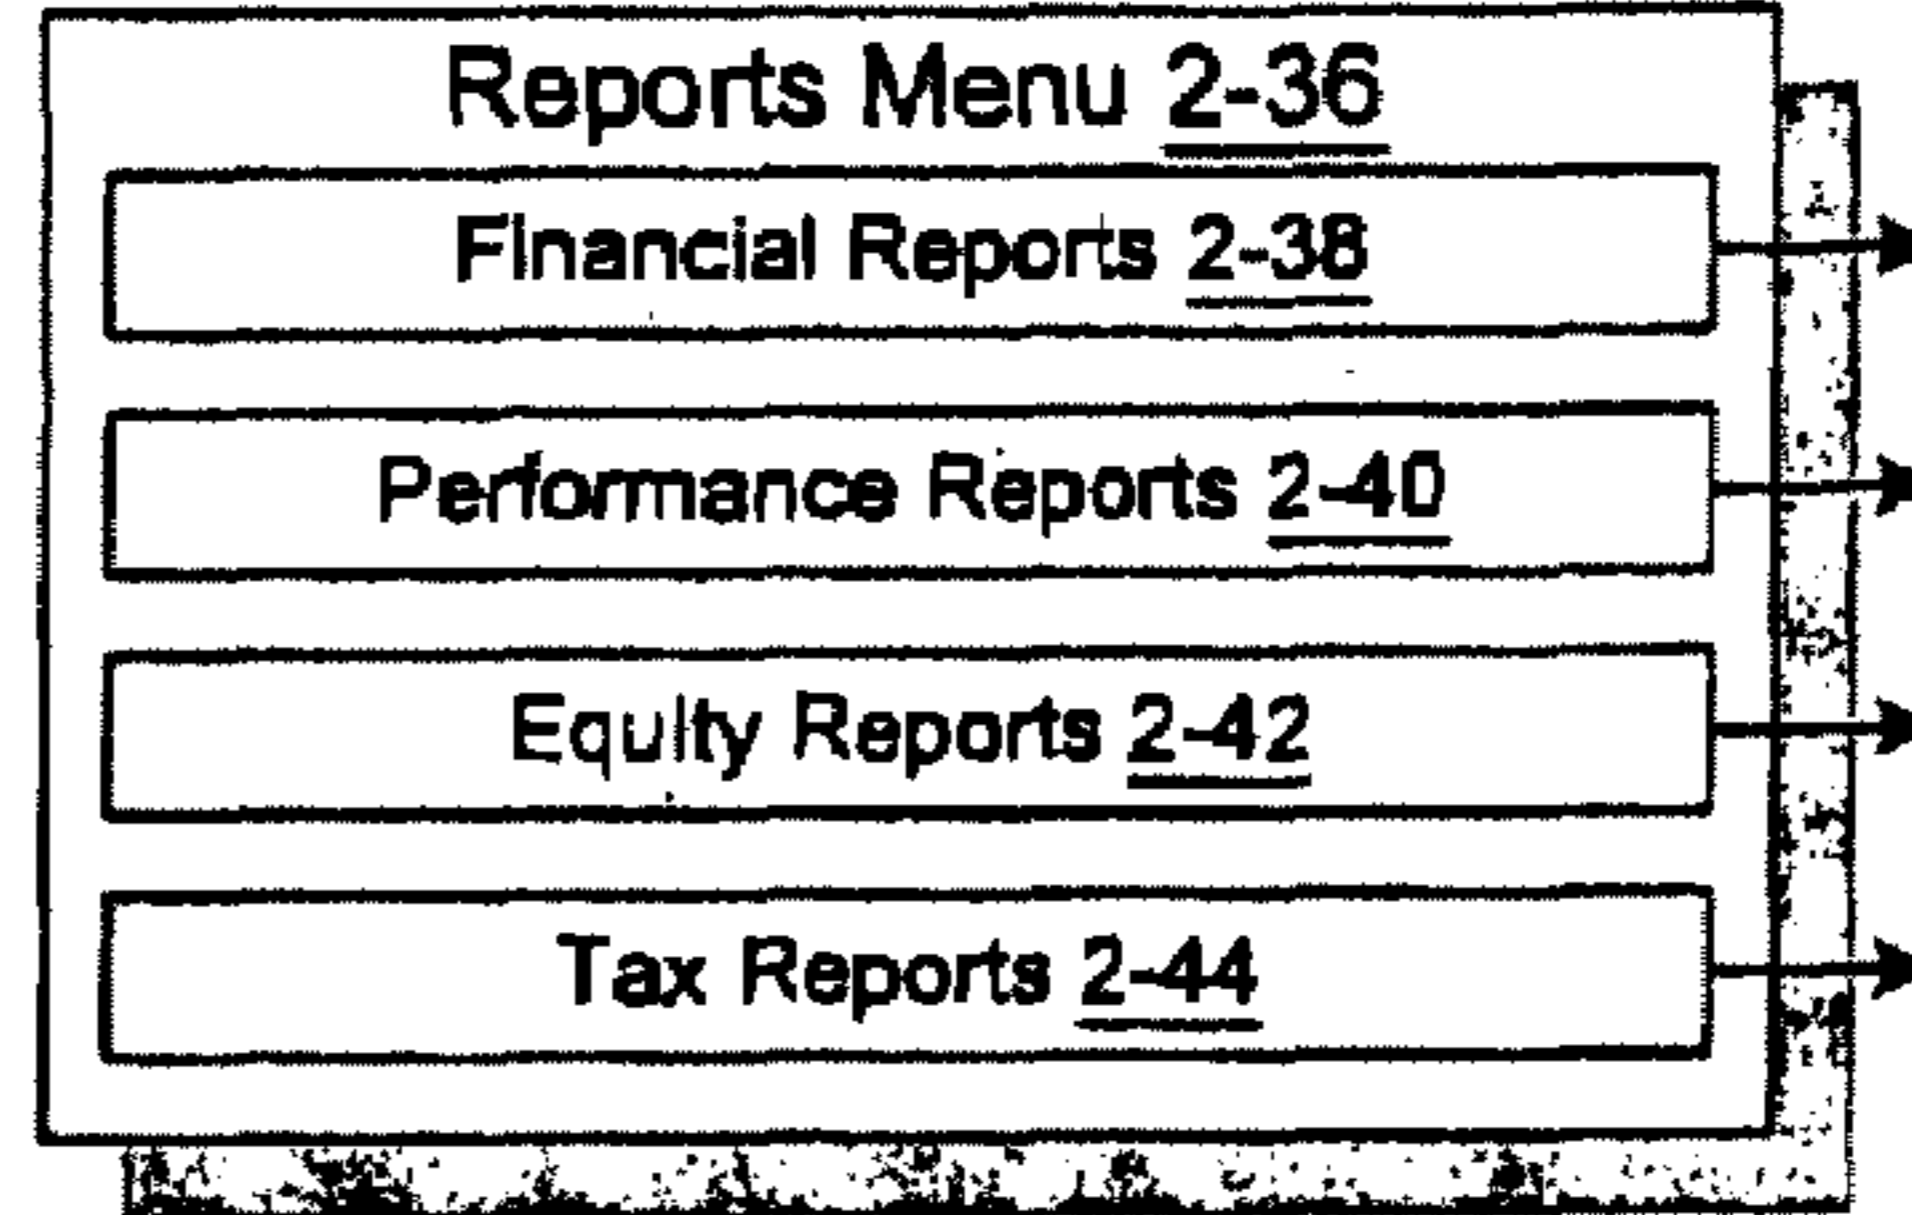 Reports Menu 2-36
Financial Reports 2-38
Performance Reports 2-40
Equity Reports 2-42
Tax Reports 2-44